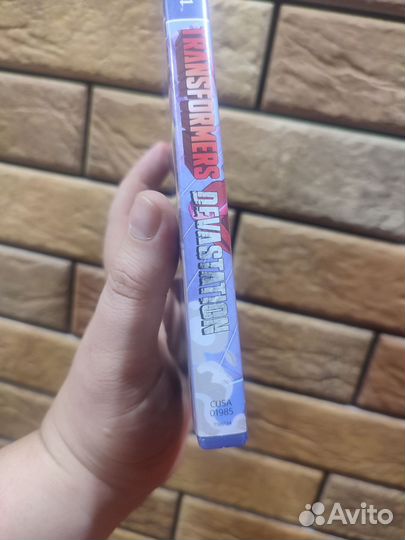 TRANSFORMERS
DEVASTATION
CUSA
01985
Avito